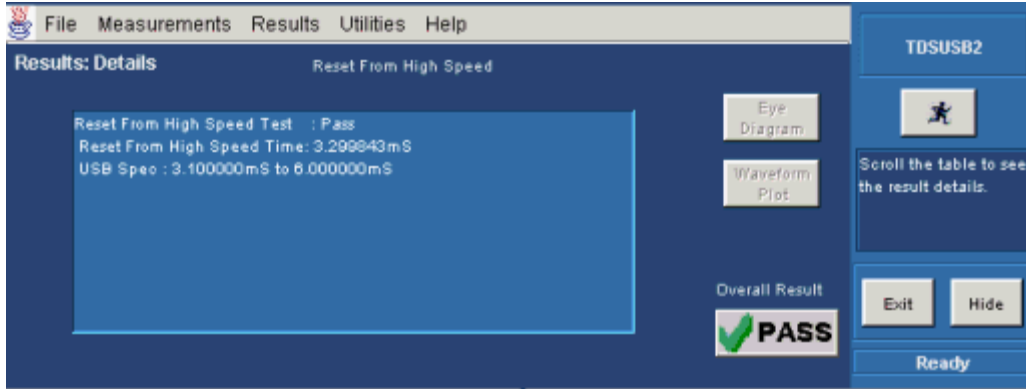 File Measurements Results Utilities Help
Results: Details
Reset From High Speed
Reset From High Speed Test : Pass
Reset From High Speed Time: 3.299843mS
USB Spec : 3.100000mS to 6.000000mS
Eye
Diagram
Waveform
Plot
Overall Result
PASS
TDSUSB2
Scroll the table to see
the result details.
Exit
Hide
Ready